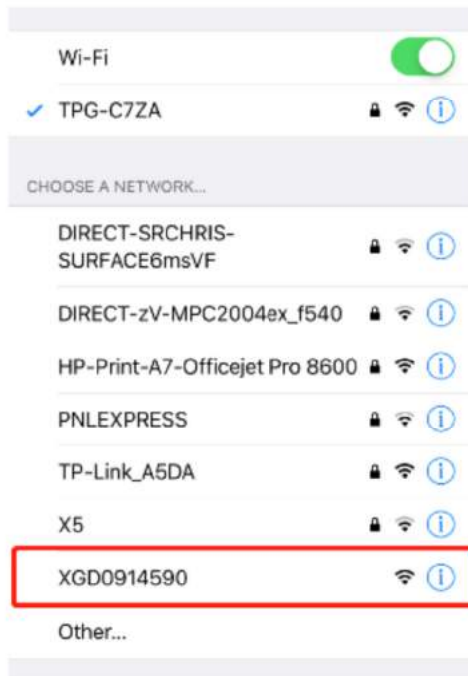 Wi-Fi
TPG-C7ZA
CHOOSE A NETWORK...
DIRECT-SRCHRIS-
SURFACE6msVF
DIRECT-zV-MPC2004ex_f540
HP-Print-A7-Officejet Pro 8600
PNLEXPRESS
TP-Link_A5DA
X5
XGD0914590
Other...